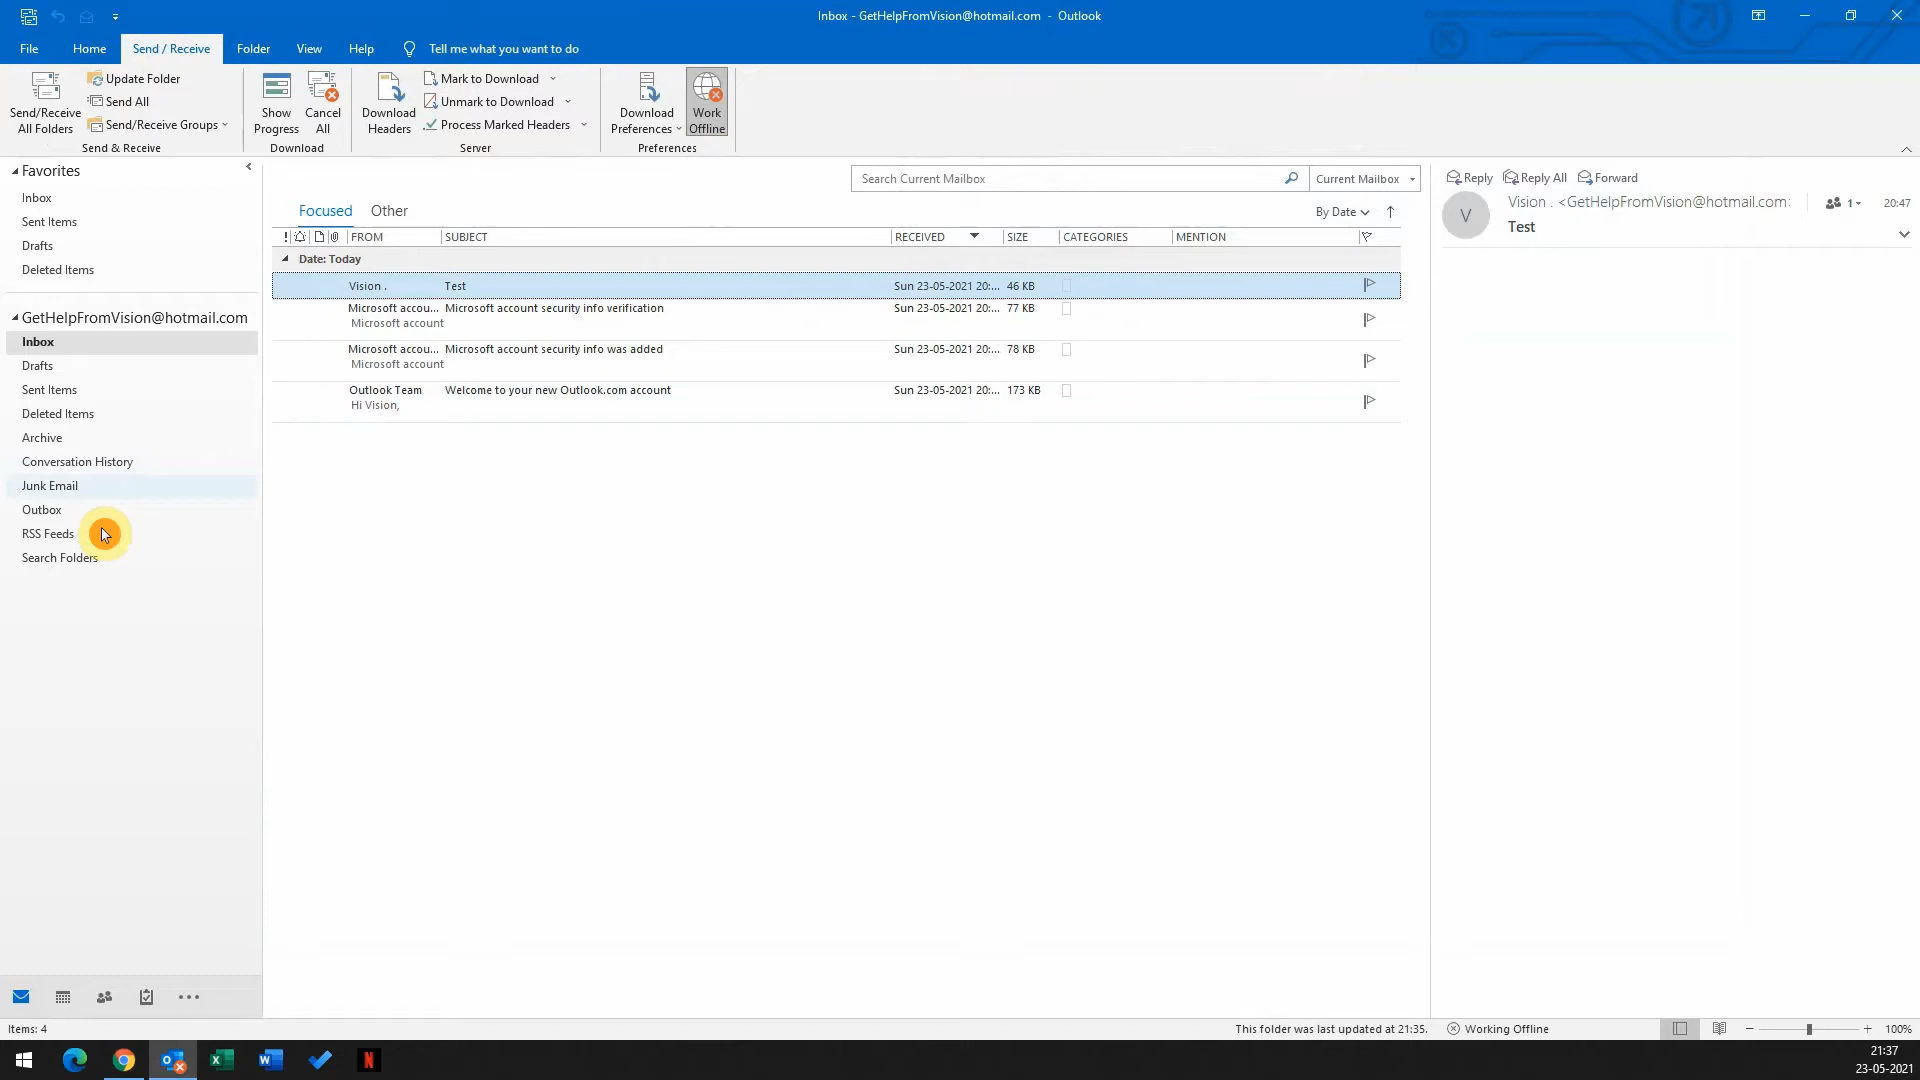 Inbox - GetHelpFromVision@hotmail.com - Outlook
File Home Send / Receive Folder View Help Tell me what you want to do
Send/Receive All Folders
Update Folder
Send All
Send/Receive Groups
Send & Receive
Show Progress
Cancel All
Download
Download Headers
Mark to Download
Unmark to Download
Process Marked Headers
Server
Download Preferences
Work Offline
Preferences
Favorites
Inbox
Sent Items
Drafts
Deleted Items
GetHelpFromVision@hotmail.com
Inbox
Drafts
Sent Items
Deleted Items
Archive
Conversation History
Junk Email
Outbox
RSS Feeds
Search Folders
Search Current Mailbox Current Mailbox
Focused Other By Date
! FROM SUBJECT RECEIVED SIZE CATEGORIES MENTION
Date: Today
Vision . Test Sun 23-05-2021 20:... 46 KB
Microsoft accou... Microsoft account security info verification Sun 23-05-2021 20:... 77 KB
Microsoft account
Microsoft accou... Microsoft account security info was added Sun 23-05-2021 20:... 78 KB
Microsoft account
Outlook Team Welcome to your new Outlook.com account Sun 23-05-2021 20:... 173 KB
Hi Vision,
Reply Reply All Forward
V
Vision . <GetHelpFromVision@hotmail.com> 1 20:47
Test
Items: 4
This folder was last updated at 21:35. Working Offline 100%
21:37
23-05-2021